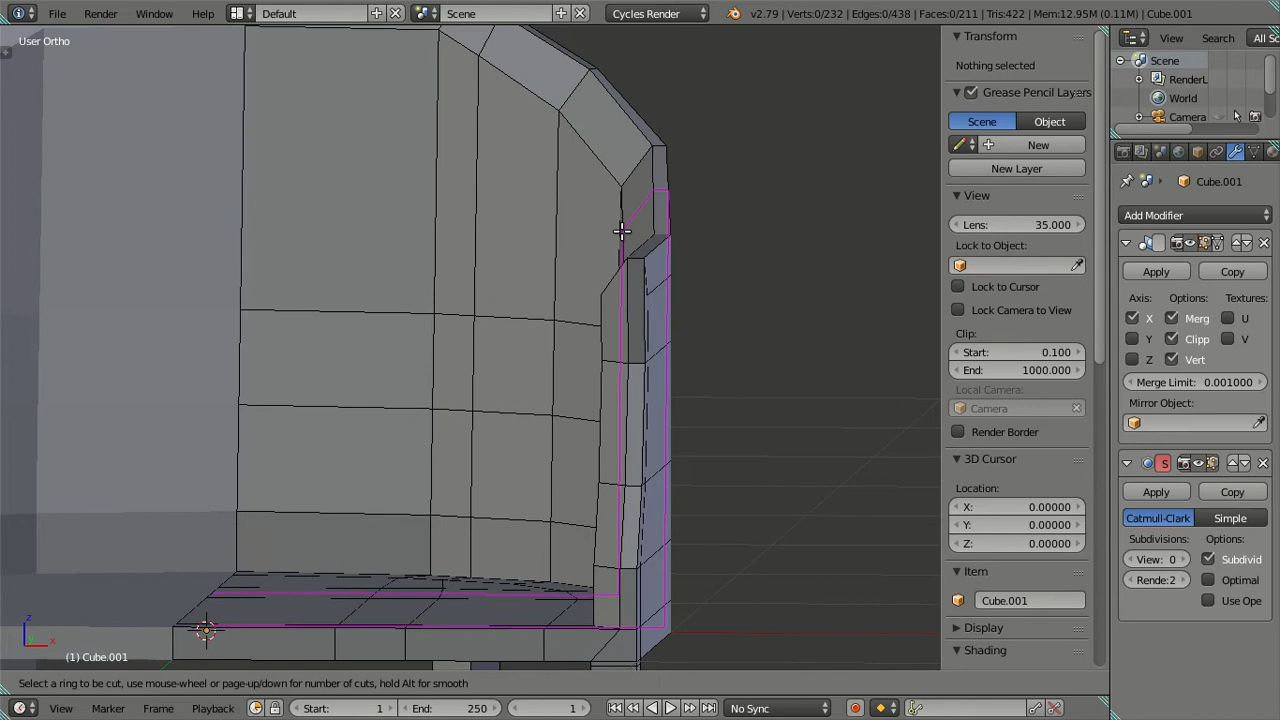 File Render Window Help Default Scene Cycles Render v2.79 | Verts:0/232 | Edges:0/438 | Faces:0/211 | Tris:422 | Mem:12.95M (0.11M) | Cube.001
User Ortho
Transform
Nothing selected
Grease Pencil Layers
Scene Object
New
New Layer
View
Lens: 35.000
Lock to Object:
Lock to Cursor
Lock Camera to View
Clip:
Start: 0.100
End: 1000.000
Local Camera:
Camera
Render Border
3D Cursor
Location:
X: 0.00000
Y: 0.00000
Z: 0.00000
Item
Cube.001
Display
Shading
View Search All Sc
Scene
RenderL
World
Camera
Cube.001
Add Modifier
Apply Copy
Axis: Options: Textures:
X Merg U
Y Clipp V
Z Vert
Merge Limit: 0.001000
Mirror Object:
S
Apply Copy
Catmull-Clark Simple
Subdivisions: Options:
View: 0 Subdivid
Rende:2 Optimal
Use Ope
z
y x
(1) Cube.001
Select a ring to be cut, use mouse-wheel or page-up/down for number of cuts, hold Alt for smooth
View Marker Frame Playback Start: 1 End: 250 1 No Sync